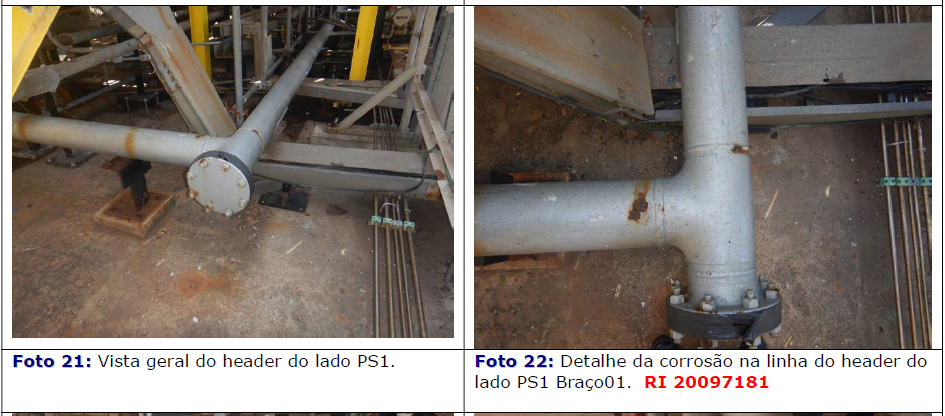 Foto 21: Vista geral do header do lado PS1.
Foto 22: Detalhe da corrosão na linha do header do
lado PS1 Braço01. RI 20097181